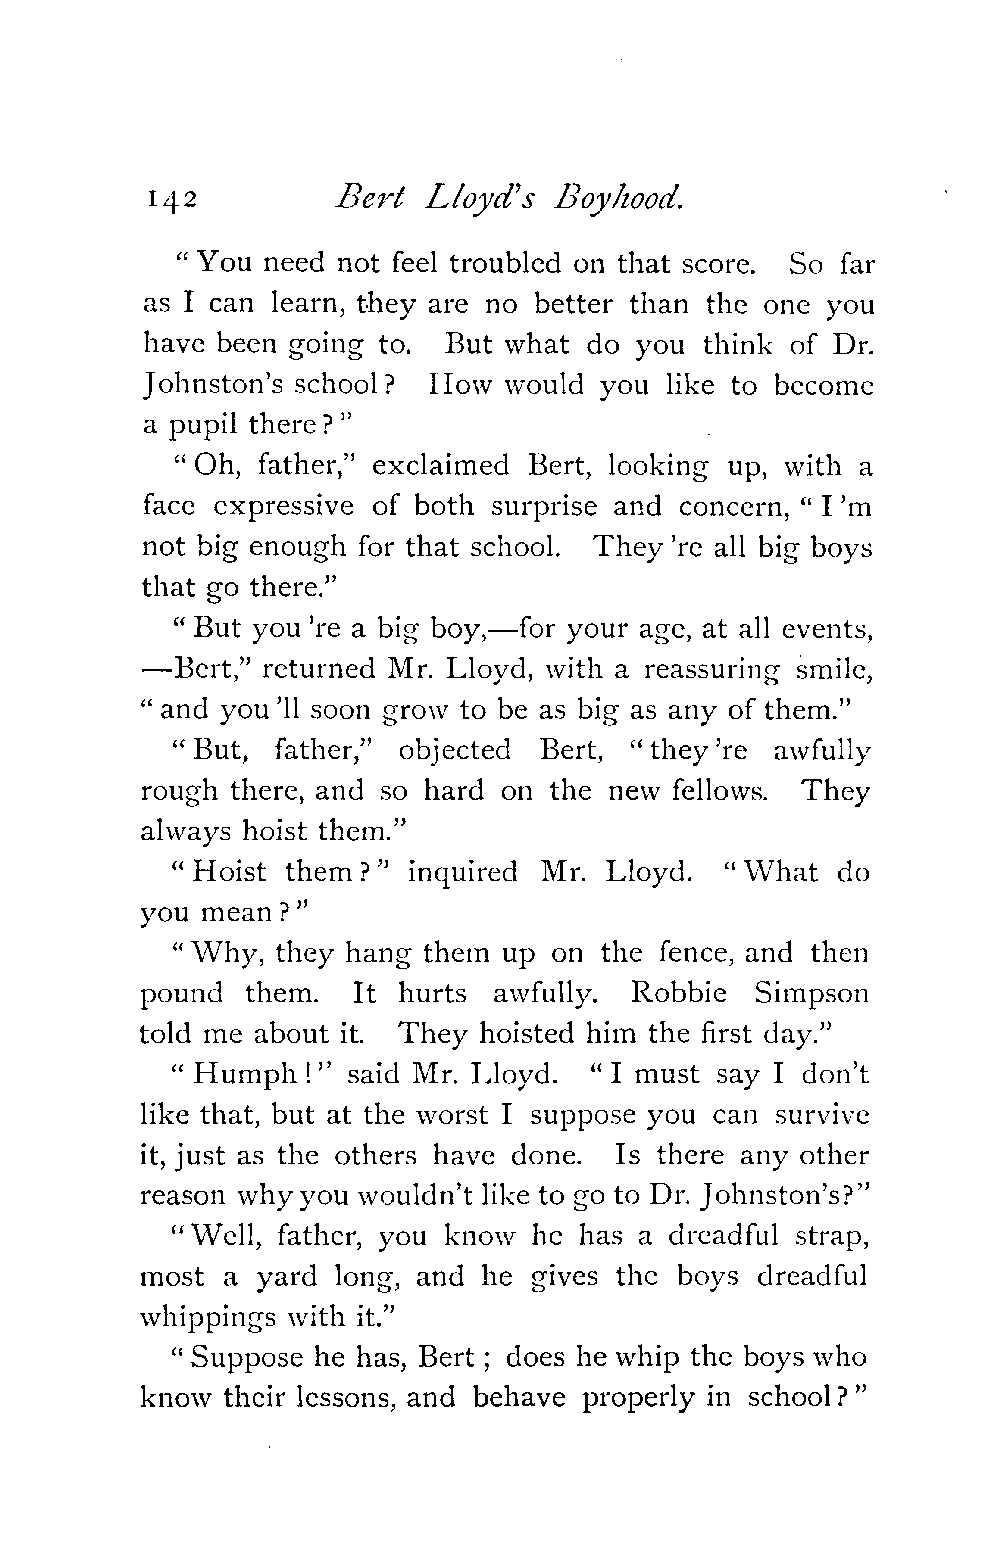 142 Bert Lloyd's Boyhood.
"You need not feel troubled on that score. So far
as I can learn, they are no better than the one you
have been going to. But what do you think of Dr.
Johnston's school? How would you like to become
a pupil there?"
"Oh, father," exclaimed Bert, looking up, with a
face expressive of both surprise and concern, "I'm
not big enough for that school. They're all big boys
that go there."
"But you're a big boy,—for your age, at all events,
—Bert," returned Mr. Lloyd, with a reassuring smile,
"and you'll soon grow to be as big as any of them."
"But, father," objected Bert, "they're awfully
rough there, and so hard on the new fellows. They
always hoist them."
"Hoist them?" inquired Mr. Lloyd. "What do
you mean?"
"Why, they hang them up on the fence, and then
pound them. It hurts awfully. Robbie Simpson
told me about it. They hoisted him the first day."
"Humph!" said Mr. Lloyd. "I must say I don't
like that, but at the worst I suppose you can survive
it, just as the others have done. Is there any other
reason why you wouldn't like to go to Dr. Johnston's?"
"Well, father, you know he has a dreadful strap,
most a yard long, and he gives the boys dreadful
whippings with it."
"Suppose he has, Bert; does he whip the boys who
know their lessons, and behave properly in school?"